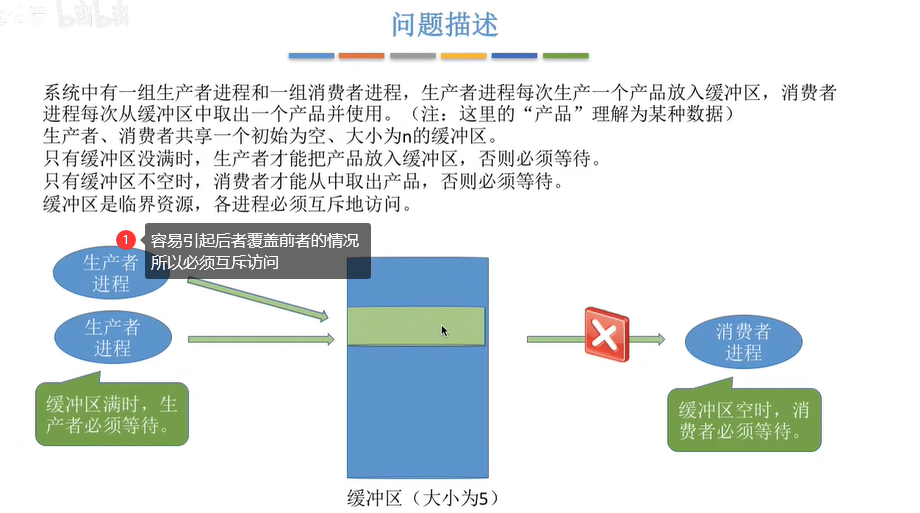 bilibili
问题描述
系统中有一组生产者进程和一组消费者进程，生产者进程每次生产一个产品放入缓冲区，消费者
进程每次从缓冲区中取出一个产品并使用。（注：这里的“产品”理解为某种数据）
生产者、消费者共享一个初始为空、大小为n的缓冲区。
只有缓冲区没满时，生产者才能把产品放入缓冲区，否则必须等待。
只有缓冲区不空时，消费者才能从中取出产品，否则必须等待。
缓冲区是临界资源，各进程必须互斥地访问。
1
容易引起后者覆盖前者的情况
所以必须互斥访问
生产者
进程
生产者
进程
消费者
进程
缓冲区满时，生
产者必须等待。
缓冲区空时，消
费者必须等待。
缓冲区（大小为5）